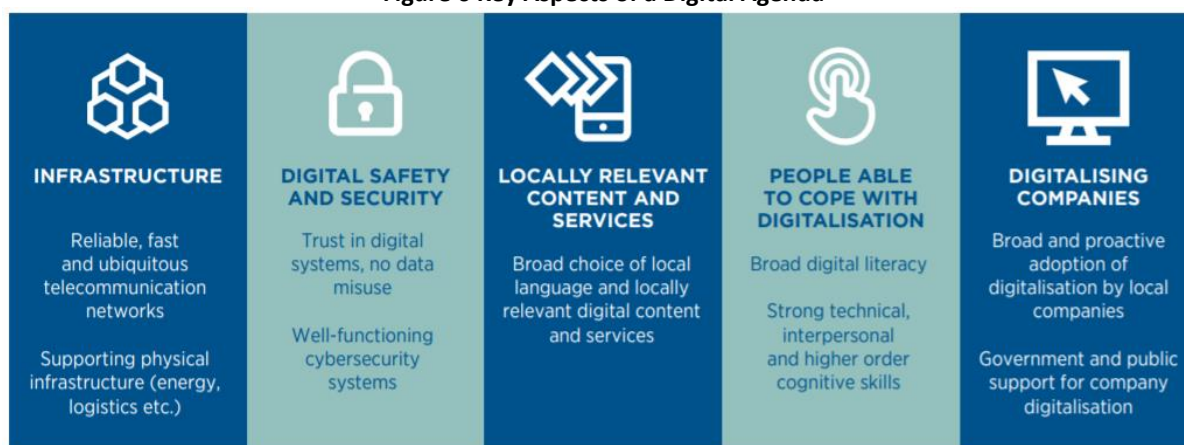 INFRASTRUCTURE
Reliable, fast
and ubiquitous
telecommunication
networks
Supporting physical
infrastructure (energy,
logistics etc.)
DIGITAL SAFETY
AND SECURITY
Trust in digital
systems, no data
misuse
Well-functioning
cybersecurity
systems
LOCALLY RELEVANT
CONTENT AND
SERVICES
Broad choice of local
language and locally
relevant digital content
and services
PEOPLE ABLE
TO COPE WITH
DIGITALISATION
Broad digital literacy
Strong technical,
interpersonal
and higher order
cognitive skills
DIGITALISING
COMPANIES
Broad and proactive
adoption of
digitalisation by local
companies
Government and public
support for company
digitalisation